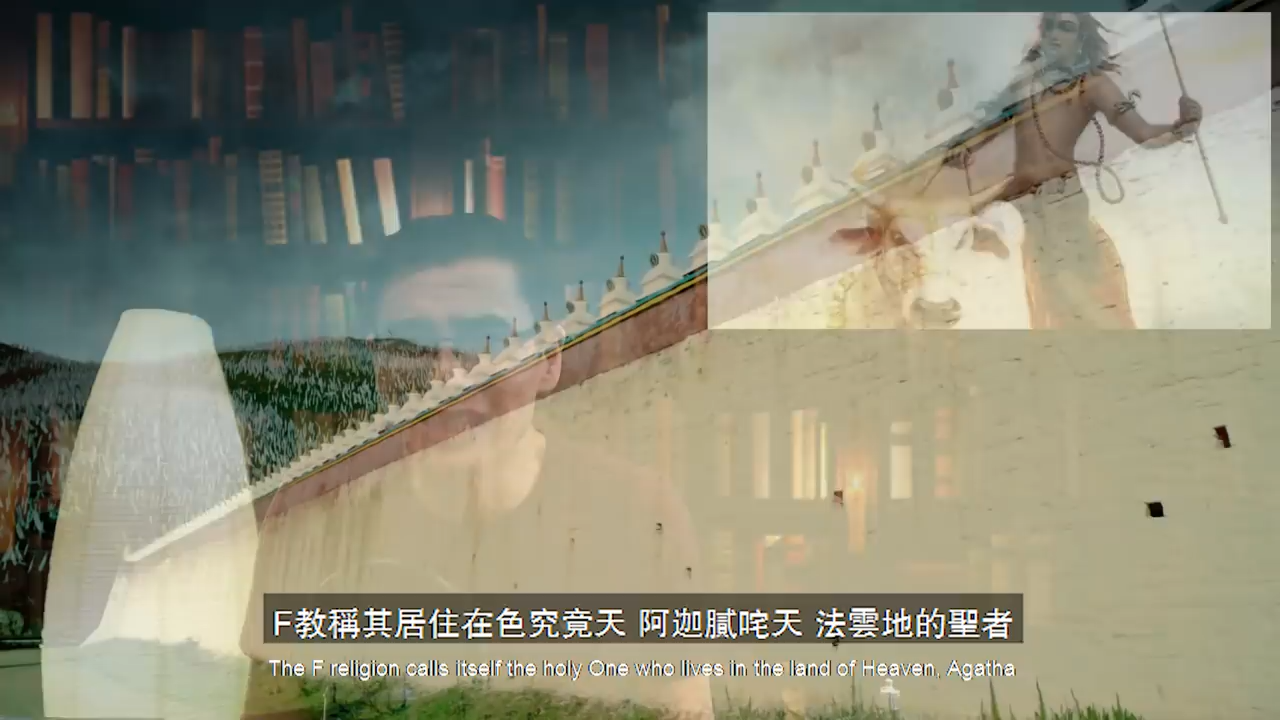 F教稱其居住在色究竟天 阿迦膩咤天 法雲地的聖者
The F religion calls itself the holy One who lives in the land of Heaven, Agatha